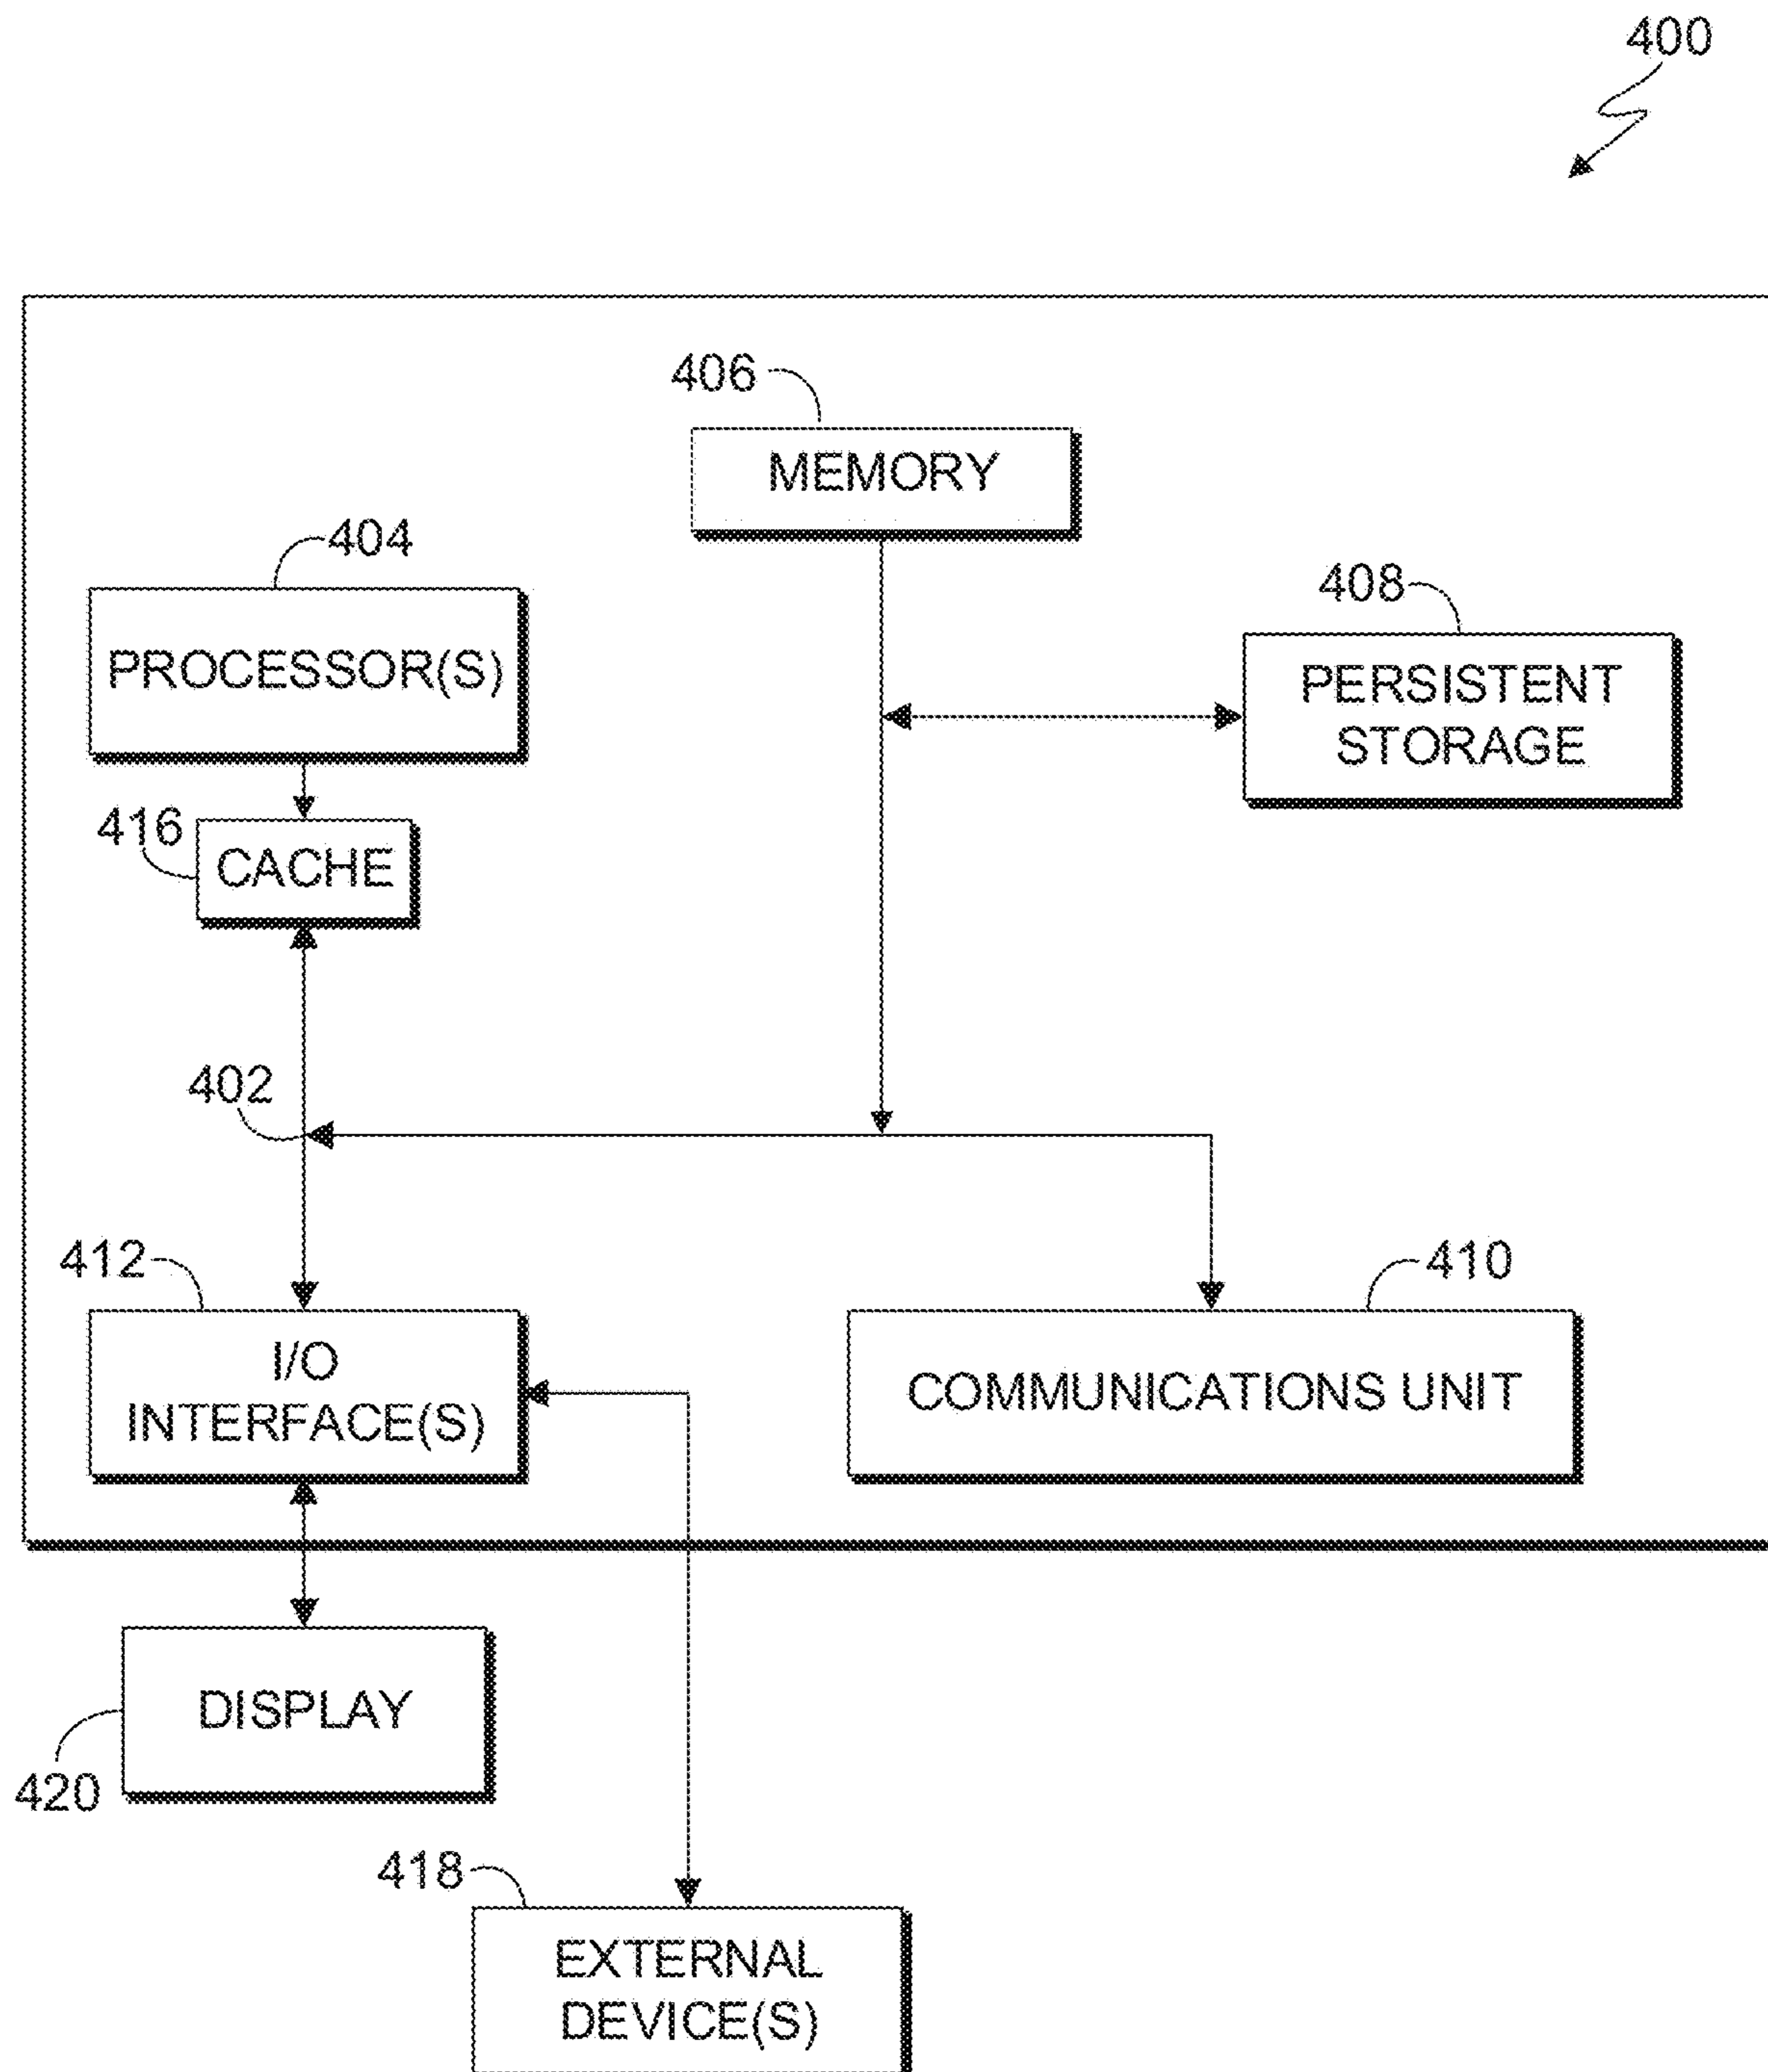 400
406
MEMORY
404
PROCESSOR(S)
408
PERSISTENT
STORAGE
416
CACHE
402
412
I/O
INTERFACE(S)
410
COMMUNICATIONS UNIT
DISPLAY
420
418
EXTERNAL
DEVICE(S)